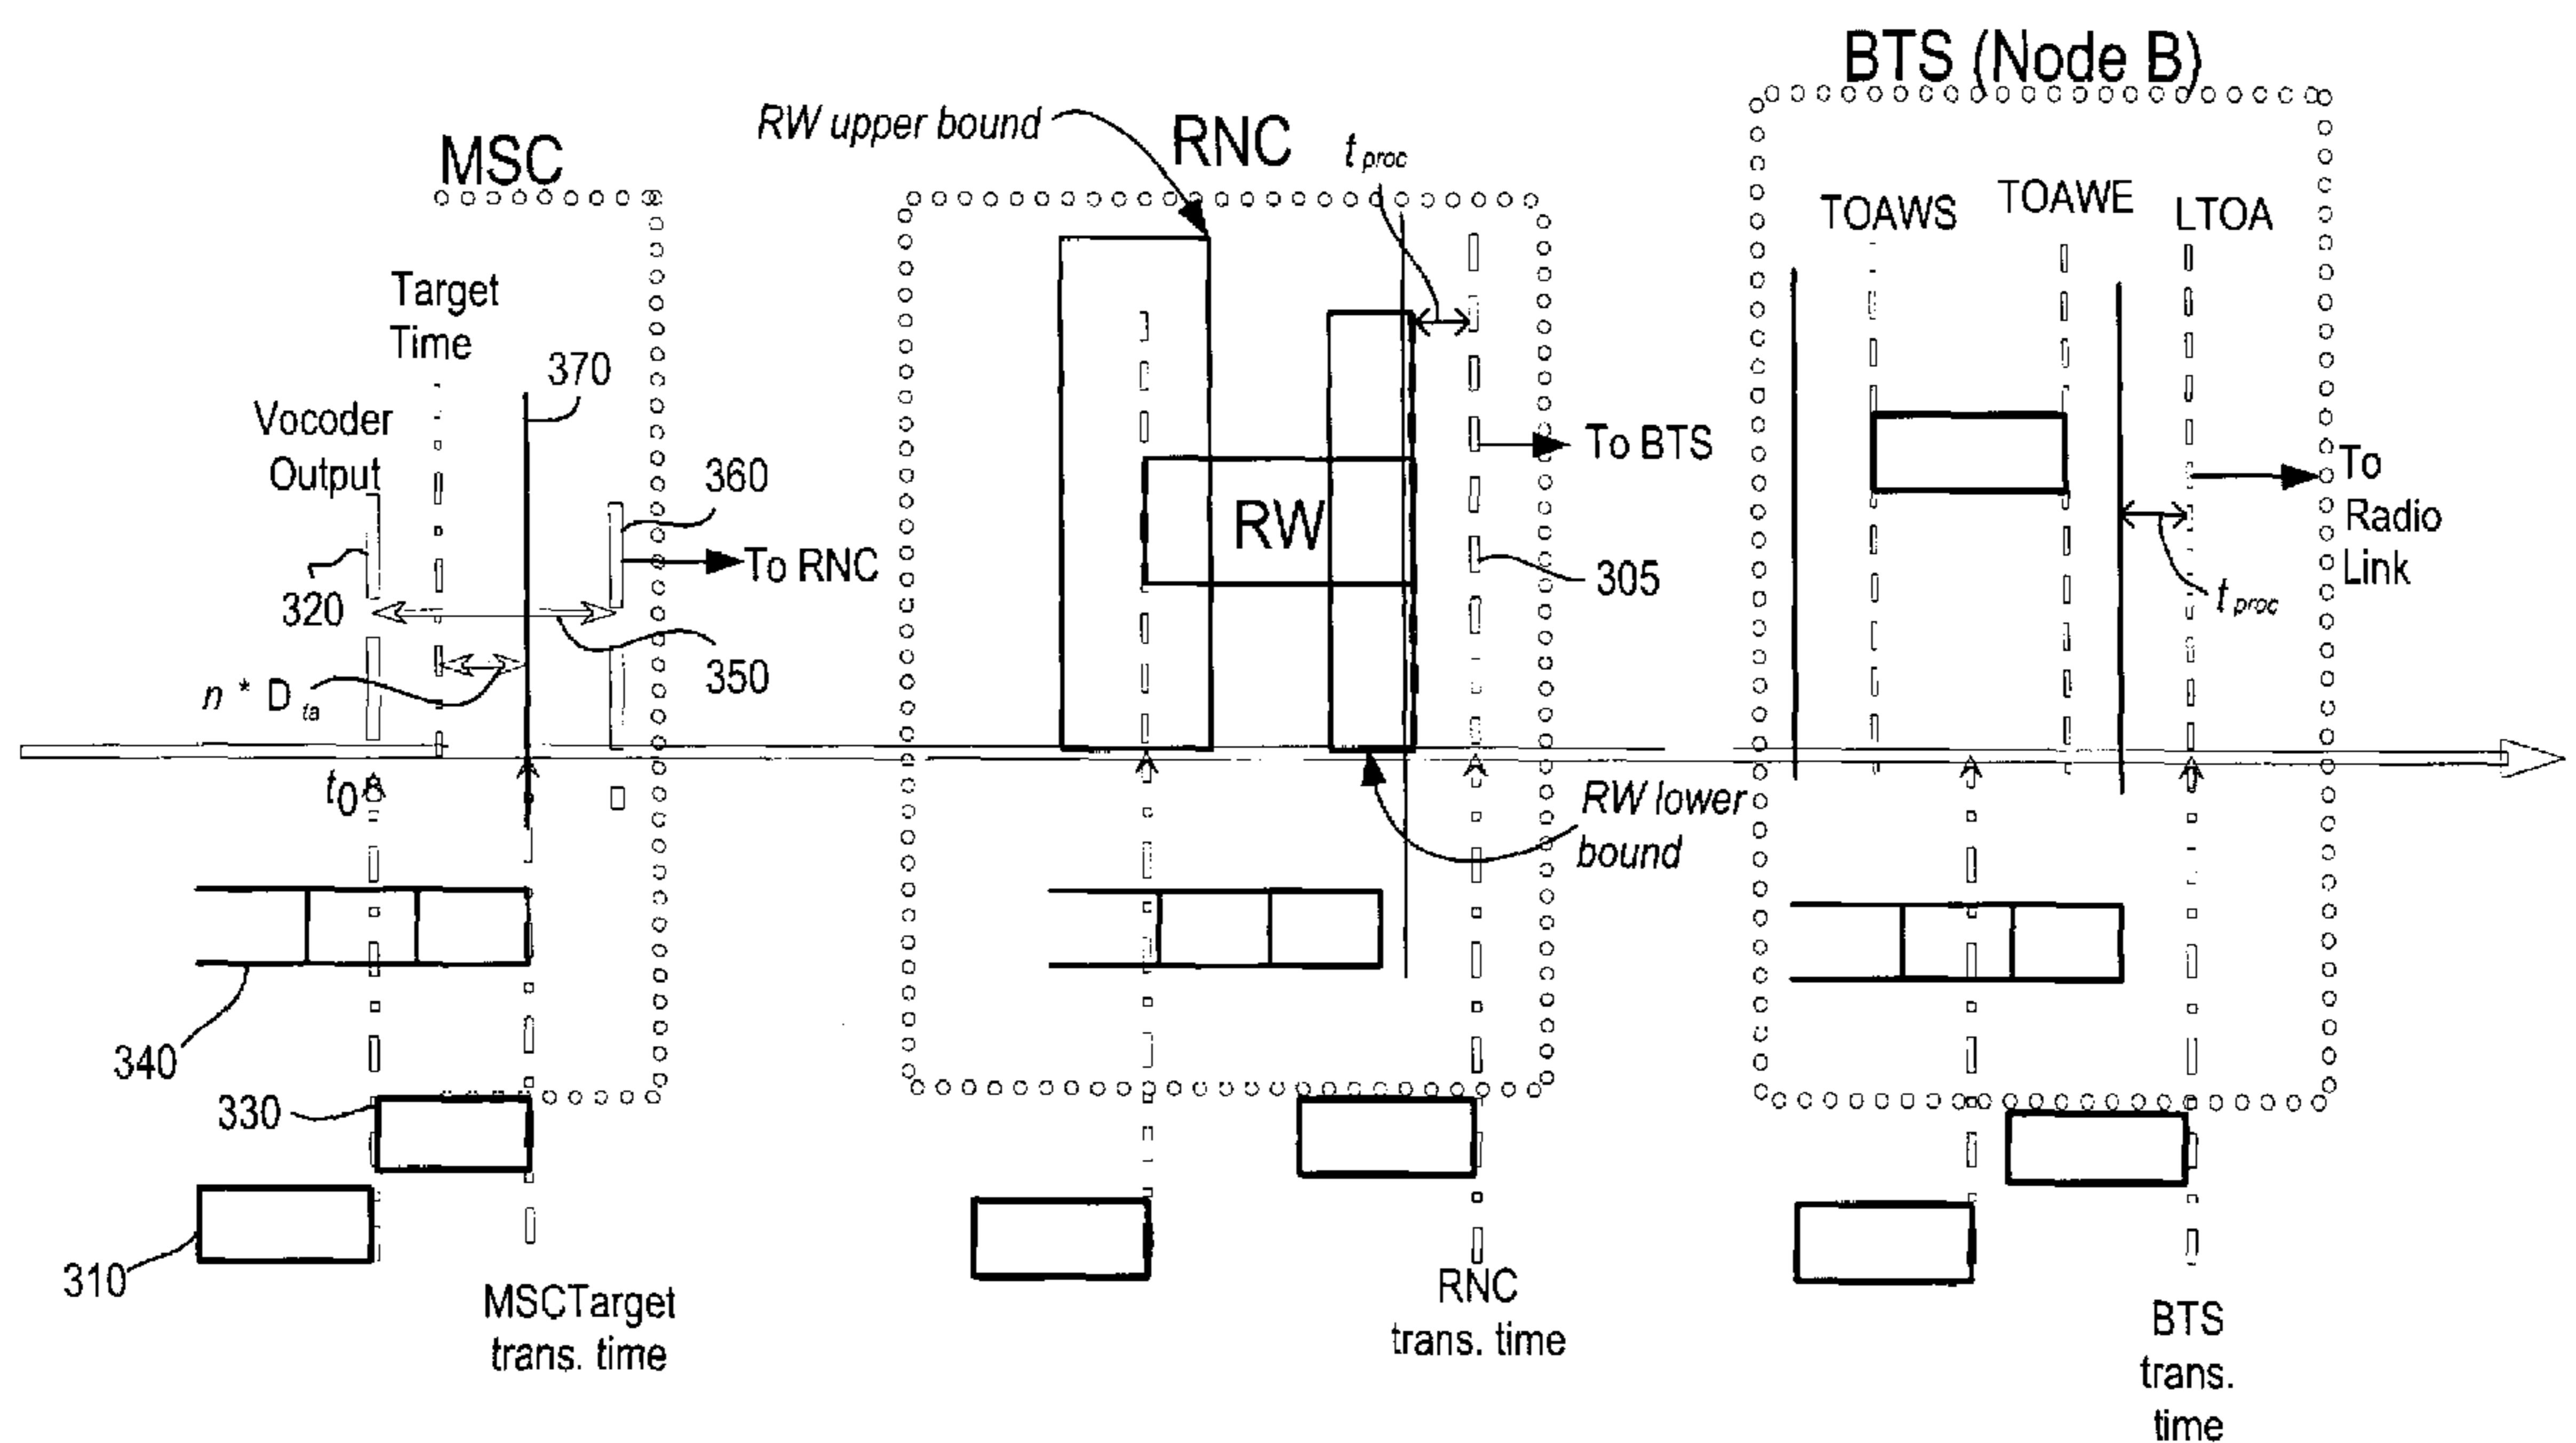 BTS (Node B)
RW upper bound
RNC
t proc
MSC
TOAWS
TOAWE
LTOA
Target
Time
370
Vocoder
Output
360
To BTS
To
Radio
Link
RW
To RNC
305
320
t proc
350
n * D ta
t0
RW lower
bound
340
330
310
MSCTarget
trans. time
RNC
trans. time
BTS
trans.
time